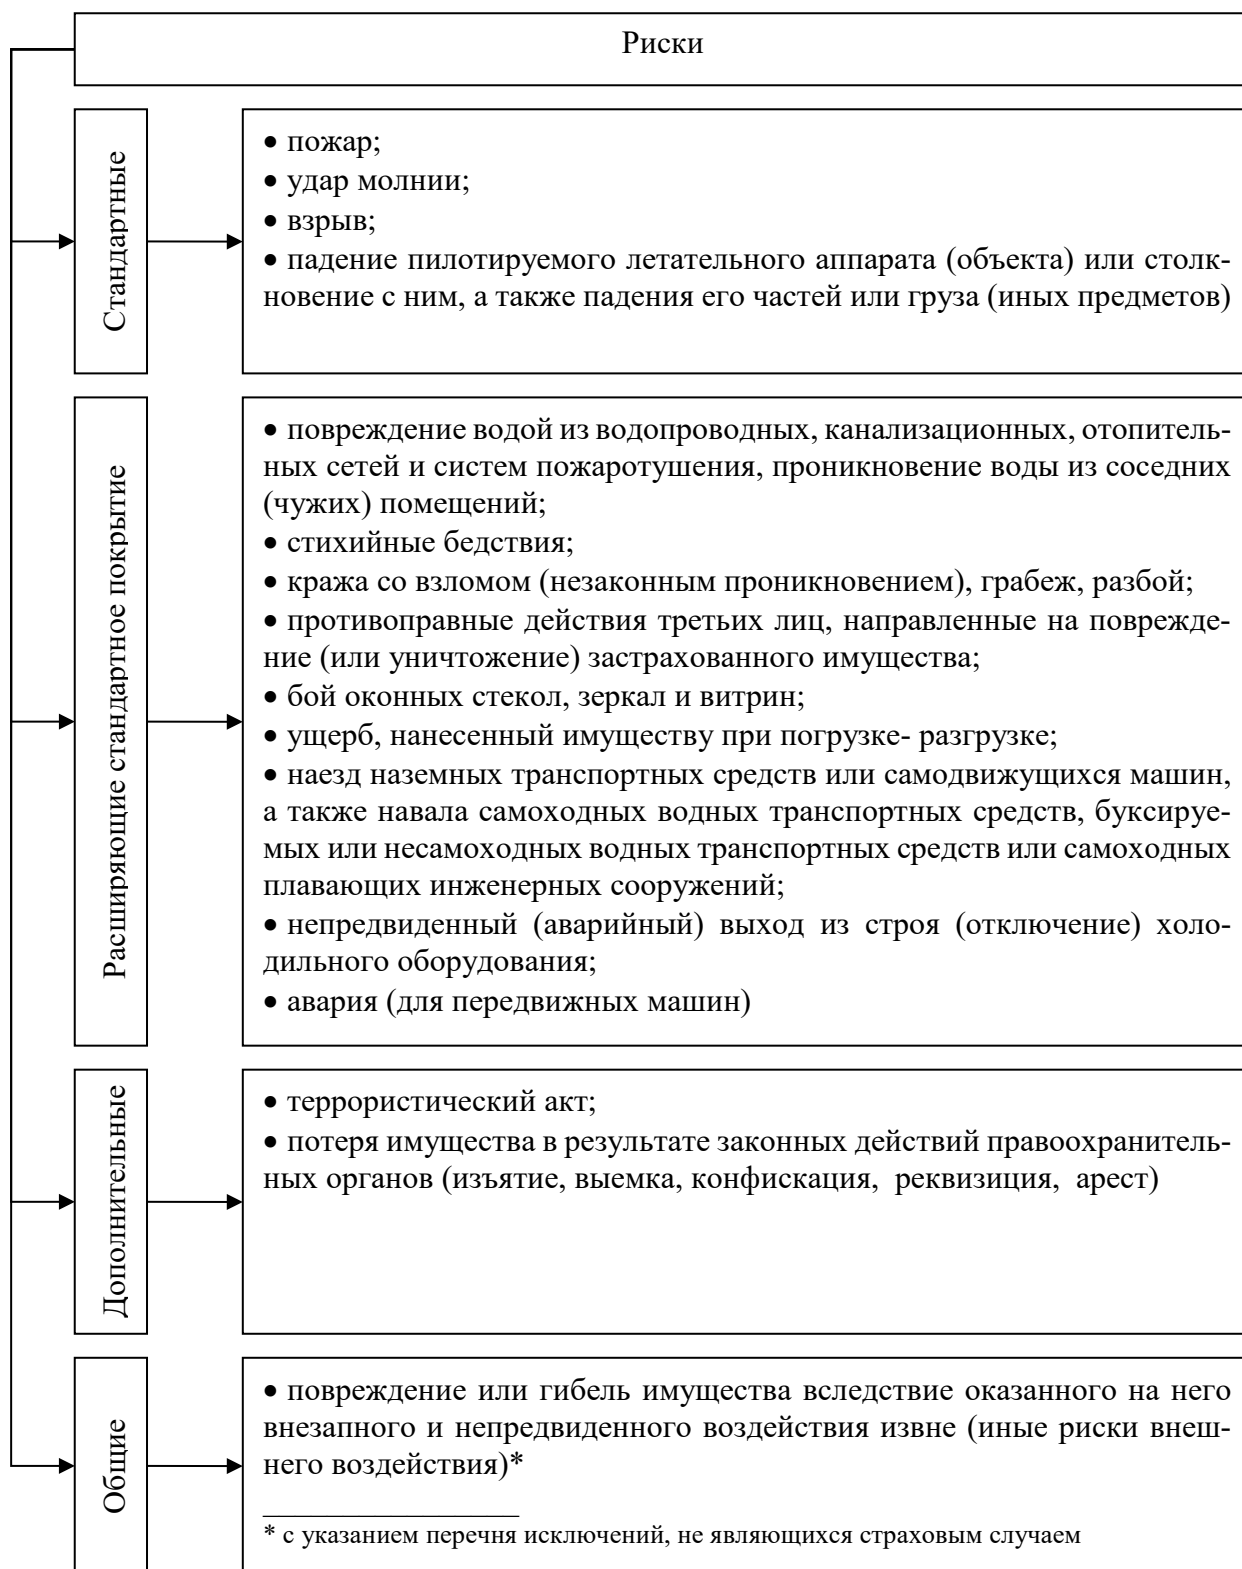 Риски
Стандартные
• пожар;
• удар молнии;
• взрыв;
• падение пилотируемого летательного аппарата (объекта) или столк-
новение с ним, а также падения его частей или груза (иных предметов)
Расширяющие стандартное покрытие
• повреждение водой из водопроводных, канализационных, отопитель-
ных сетей и систем пожаротушения, проникновение воды из соседних
(чужих) помещений;
• стихийные бедствия;
• кража со взломом (незаконным проникновением), грабеж, разбой;
• противоправные действия третьих лиц, направленные на поврежде-
ние (или уничтожение) застрахованного имущества;
• бой оконных стекол, зеркал и витрин;
• ущерб, нанесенный имуществу при погрузке- разгрузке;
• наезд наземных транспортных средств или самодвижущихся машин,
а также навала самоходных водных транспортных средств, буксируе-
мых или несамоходных водных транспортных средств или самоходных
плавающих инженерных сооружений;
• непредвиденный (аварийный) выход из строя (отключение) холо-
дильного оборудования;
• авария (для передвижных машин)
Дополнительные
• террористический акт;
• потеря имущества в результате законных действий правоохранитель-
ных органов (изъятие, выемка, конфискация, реквизиция, арест)
Общие
• повреждение или гибель имущества вследствие оказанного на него
внезапного и непредвиденного воздействия извне (иные риски внеш-
него воздействия)*
* с указанием перечня исключений, не являющихся страховым случаем